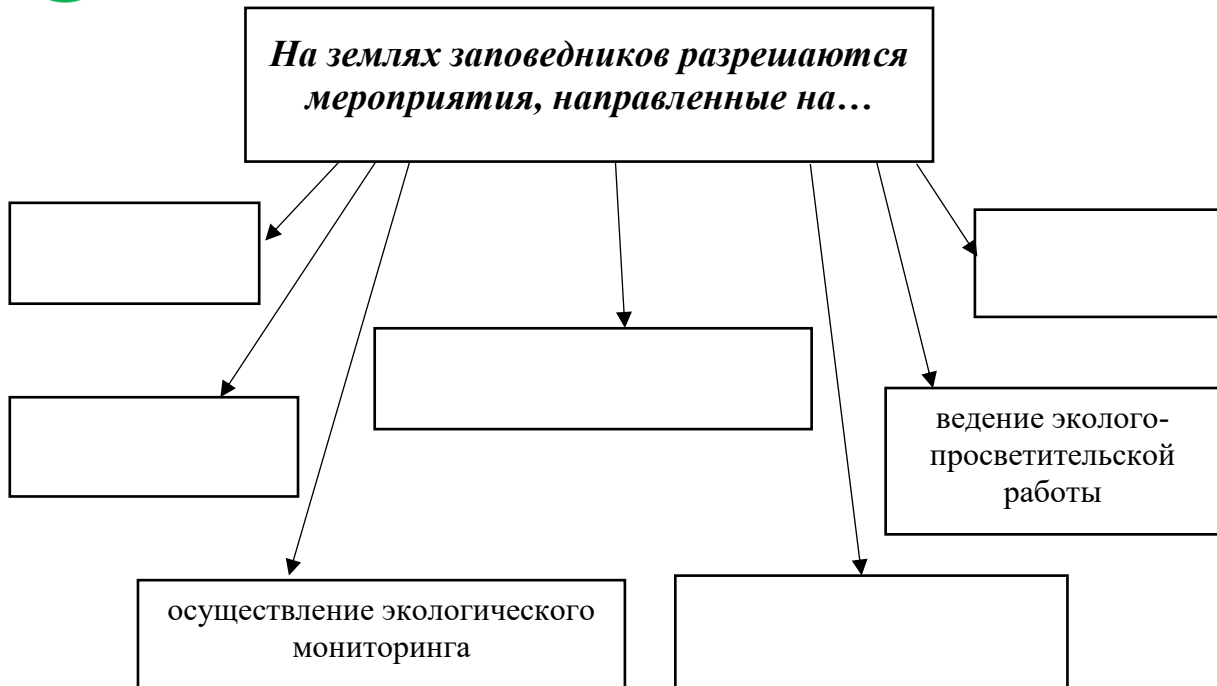 На землях заповедников разрешаются
мероприятия, направленные на…
ведение эколого-
просветительской
работы
осуществление экологического
мониторинга